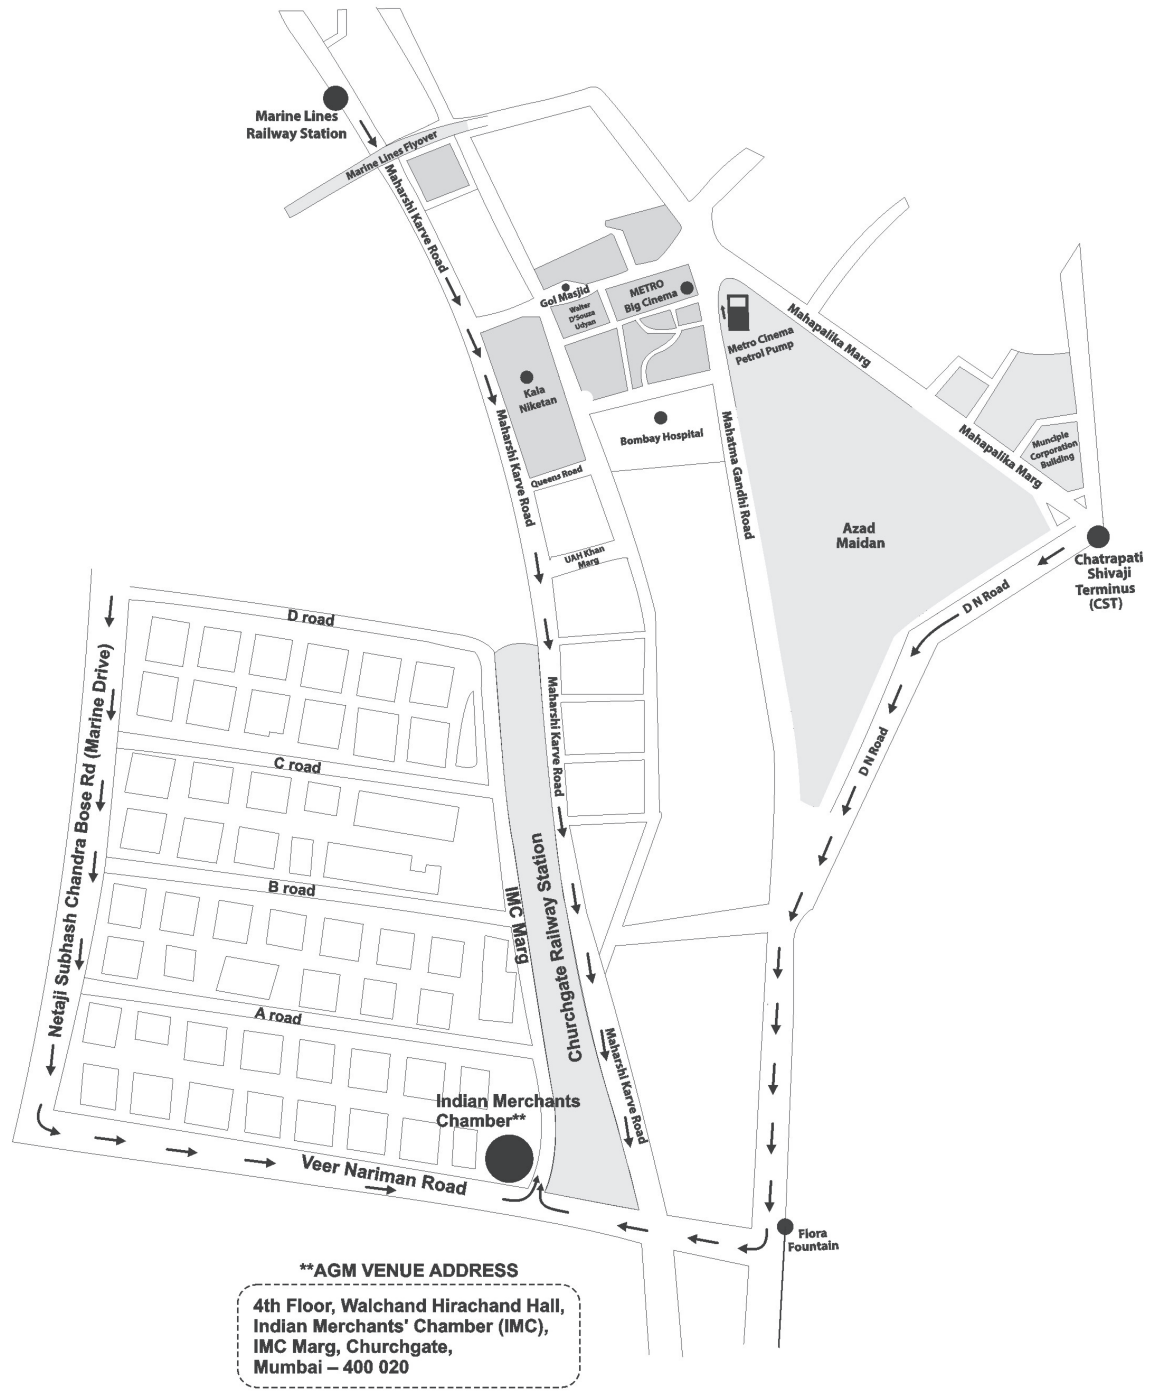 Marine Lines
Railway Station
Marine Lines Flyover
Maharshi Karve Road
Gol Masjid
METRO
Big Cinema
Walter
D'Souza
Udyan
Metro Cinema
Petrol Pump
Mahapalika Marg
Kala
Niketan
Bombay Hospital
Mahatma Gandhi Road
Maharshi Karve Road
Queens Road
Mahapalika Marg
Munciple
Corporation
Building
Azad
Maidan
UAH Khan
Marg
Chatrapati
Shivaji
Terminus
(CST)
D N Road
D road
Netaji Subhash Chandra Bose Rd (Marine Drive)
Maharshi Karve Road
D N Road
C road
B road
IMC Marg
Churchgate Railway Station
A road
Maharshi Karve Road
Indian Merchants
Chamber**
Veer Nariman Road
Flora
Fountain
**AGM VENUE ADDRESS
4th Floor, Walchand Hirachand Hall,
Indian Merchants' Chamber (IMC),
IMC Marg, Churchgate,
Mumbai – 400 020